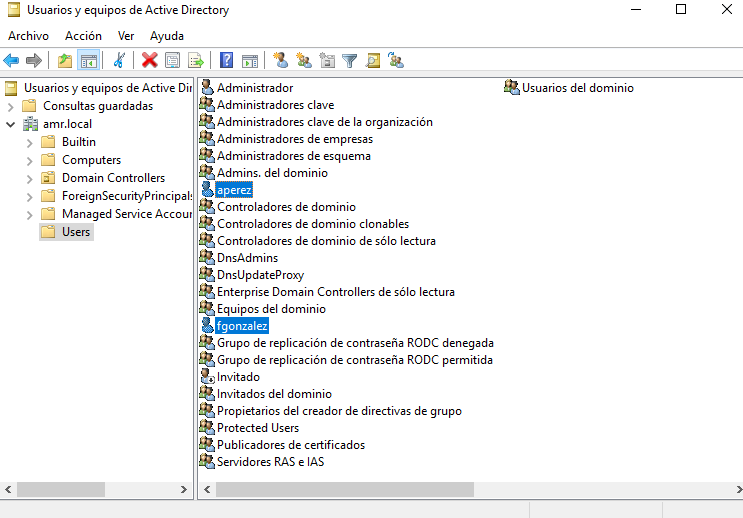 Usuarios y equipos de Active Directory
Archivo Acción Ver Ayuda
Usuarios y equipos de Active Dir
Consultas guardadas
amr.local
Builtin
Computers
Domain Controllers
ForeignSecurityPrincipals
Managed Service Accour
Users
Administrador
Administradores clave
Administradores clave de la organización
Administradores de empresas
Administradores de esquema
Admins. del dominio
aperez
Controladores de dominio
Controladores de dominio clonables
Controladores de dominio de sólo lectura
DnsAdmins
DnsUpdateProxy
Enterprise Domain Controllers de sólo lectura
Equipos del dominio
fgonzalez
Grupo de replicación de contraseña RODC denegada
Grupo de replicación de contraseña RODC permitida
Invitado
Invitados del dominio
Propietarios del creador de directivas de grupo
Protected Users
Publicadores de certificados
Servidores RAS e IAS
Usuarios del dominio